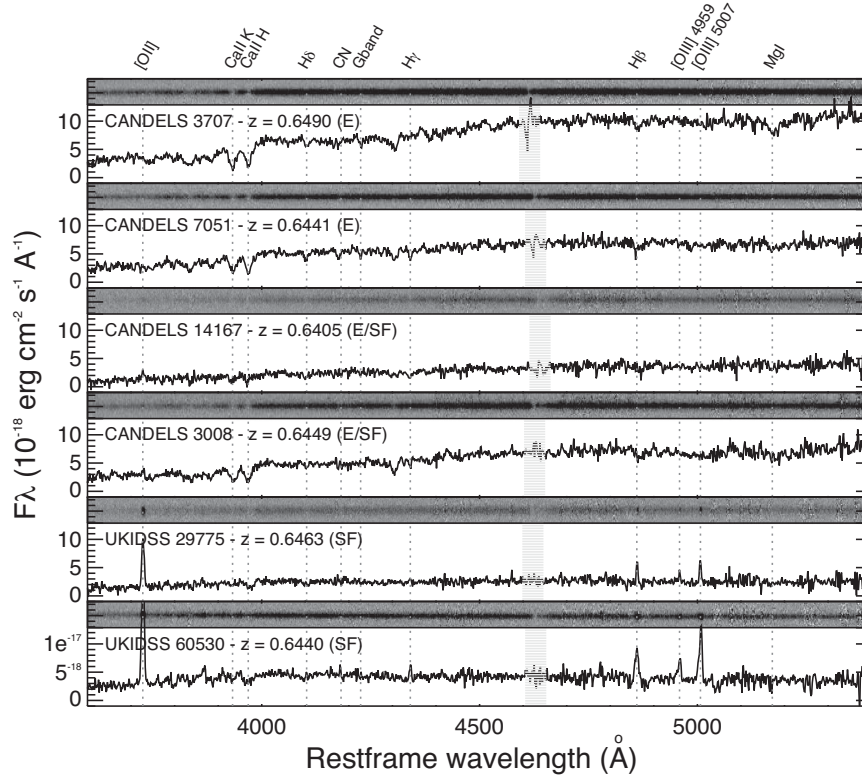 [OII]
CaII K
CaII H
Hδ
CN
Gband
Hγ
Hβ
[OIII] 4959
[OIII] 5007
MgI
Fλ (10⁻¹⁸ erg cm⁻² s⁻¹ A⁻¹)
10
CANDELS 3707 - z = 0.6490 (E)
5
0
10
CANDELS 7051 - z = 0.6441 (E)
5
0
10
CANDELS 14167 - z = 0.6405 (E/SF)
5
0
10
CANDELS 3008 - z = 0.6449 (E/SF)
5
0
10
UKIDSS 29775 - z = 0.6463 (SF)
5
0
1e⁻¹⁷
UKIDSS 60530 - z = 0.6440 (SF)
5⁻¹⁸
0
4000 4500 5000
Restframe wavelength (Å)